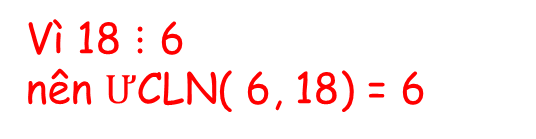 Vì 18 ⋮ 6
nên ƯCLN( 6, 18) = 6